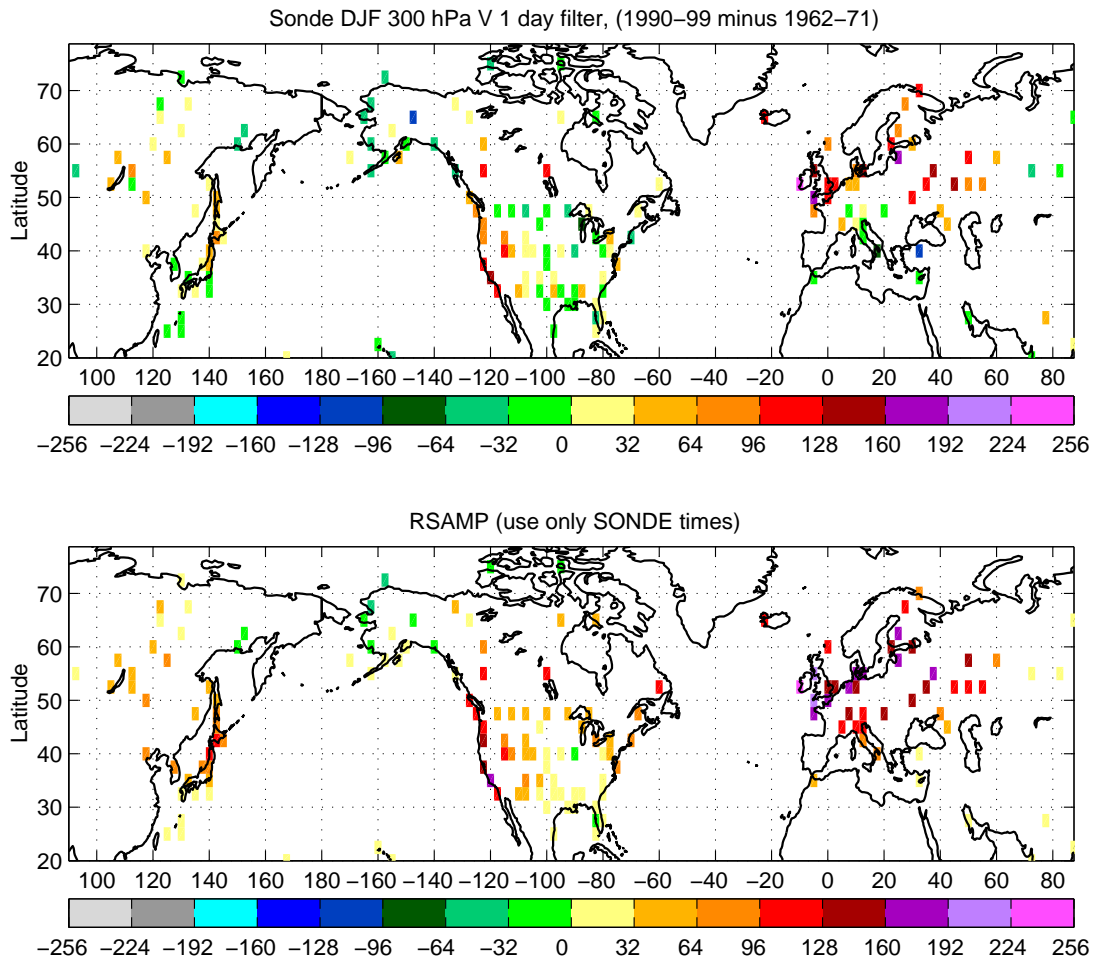 Sonde DJF 300 hPa V 1 day filter, (1990−99 minus 1962−71)
Latitude
70
60
50
40
30
20
100 120 140 160 180 −160 −140 −120 −100 −80 −60 −40 −20 0 20 40 60 80
−256 −224 −192 −160 −128 −96 −64 −32 0 32 64 96 128 160 192 224 256
RSAMP (use only SONDE times)
Latitude
70
60
50
40
30
20
100 120 140 160 180 −160 −140 −120 −100 −80 −60 −40 −20 0 20 40 60 80
−256 −224 −192 −160 −128 −96 −64 −32 0 32 64 96 128 160 192 224 256